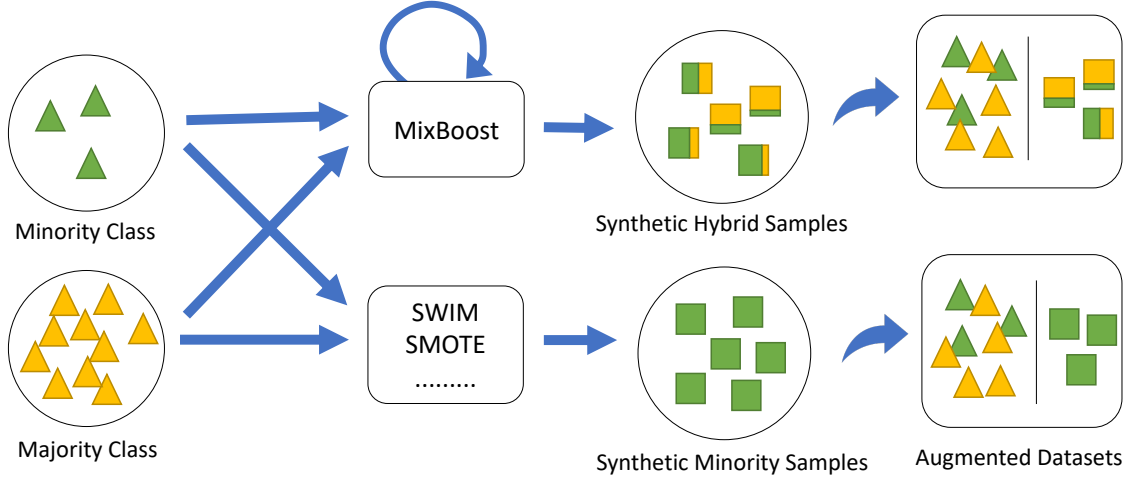 MixBoost
Minority Class
Synthetic Hybrid Samples
SWIM
SMOTE
.........
Majority Class
Synthetic Minority Samples
Augmented Datasets